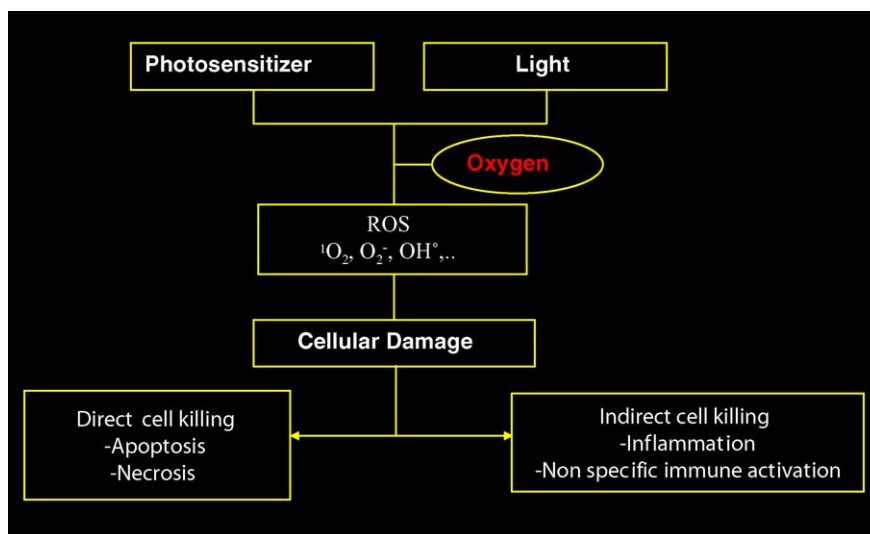 Photosensitizer
Light
Oxygen
ROS
¹O₂, O₂⁻, OH°,..
Cellular Damage
Direct cell killing
-Apoptosis
-Necrosis
Indirect cell killing
-Inflammation
-Non specific immune activation